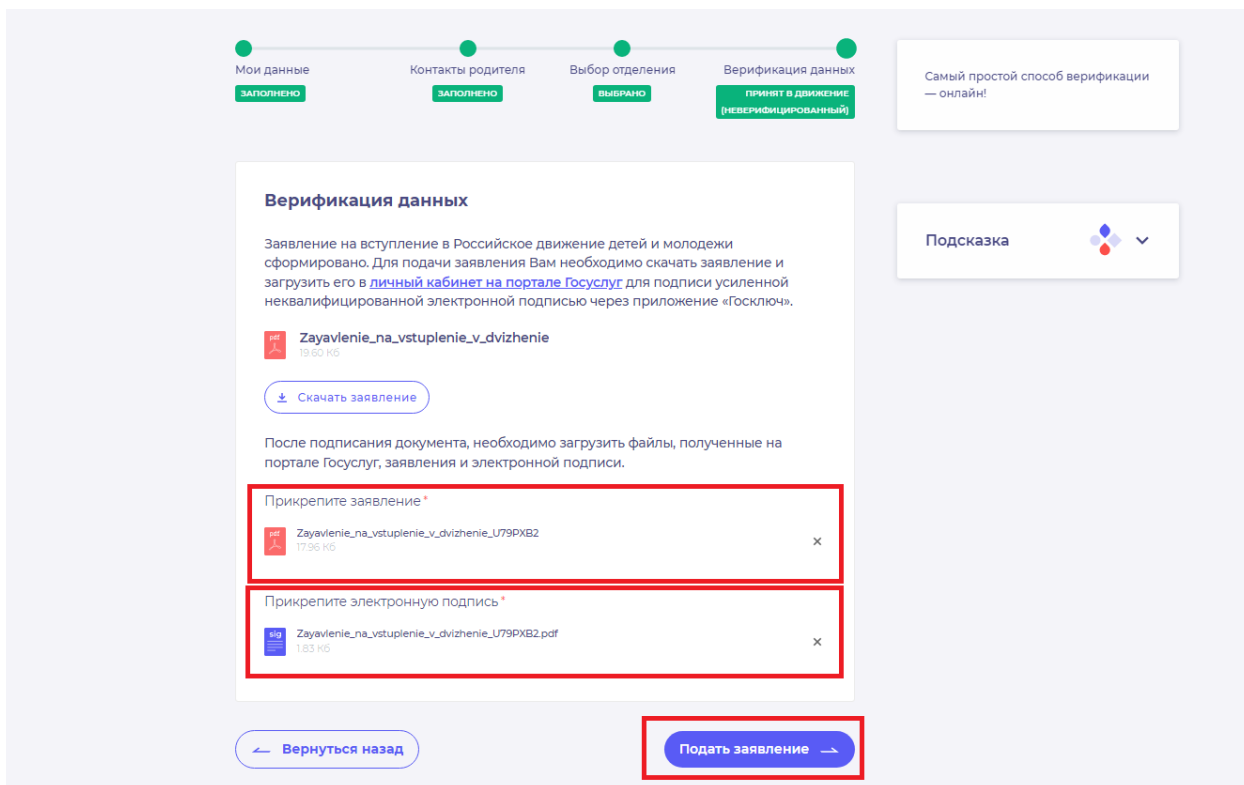 Мои данные
ЗАПОЛНЕНО
Контакты родителя
ЗАПОЛНЕНО
Выбор отделения
ВЫБРАНО
Верификация данных
ПРИНЯТ В ДВИЖЕНИЕ
(НЕВЕРИФИЦИРОВАННЫЙ)
Самый простой способ верификации
— онлайн!
Подсказка
Верификация данных
Заявление на вступление в Российское движение детей и молодежи
сформировано. Для подачи заявления Вам необходимо скачать заявление и
загрузить его в личный кабинет на портале Госуслуг для подписи усиленной
неквалифицированной электронной подписью через приложение «Госключ».
pdf
Zayavlenie_na_vstuplenie_v_dvizhenie
19.60 Кб
Скачать заявление
После подписания документа, необходимо загрузить файлы, полученные на
портале Госуслуг, заявления и электронной подписи.
Прикрепите заявление*
pdf
Zayavlenie_na_vstuplenie_v_dvizhenie_U79PXB2
17.96 Кб
Прикрепите электронную подпись*
sig
Zayavlenie_na_vstuplenie_v_dvizhenie_U79PXB2.pdf
1.83 Кб
Вернуться назад
Подать заявление